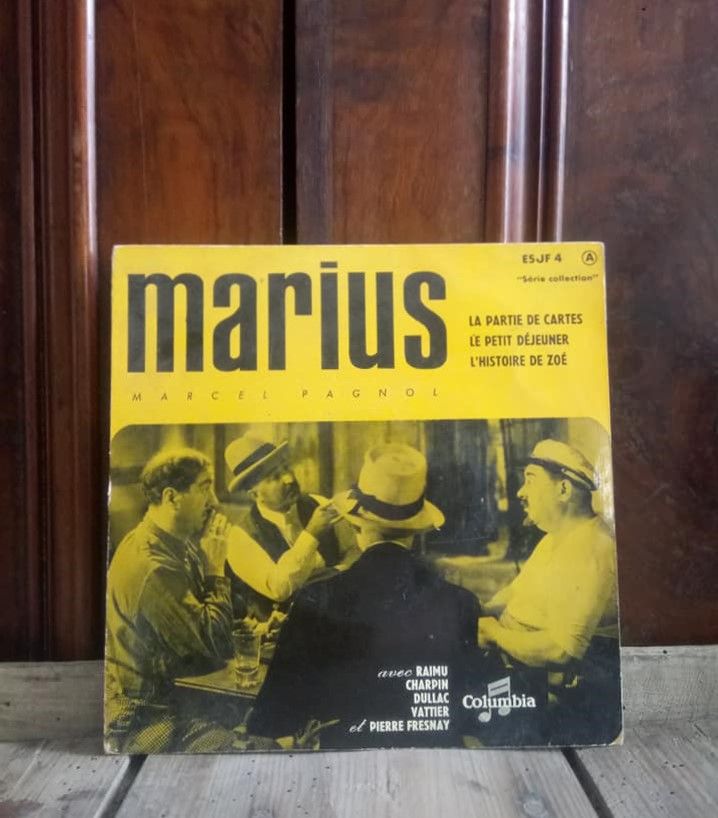 marius
MARCEL PAGNOL
ESJF 4 A
"Série collection"
LA PARTIE DE CARTES
LE PETIT DÉJEUNER
L'HISTOIRE DE ZOÉ
avec RAIMU
CHARPIN
DULLAC
VATTIER
et PIERRE FRESNAY
Columbia